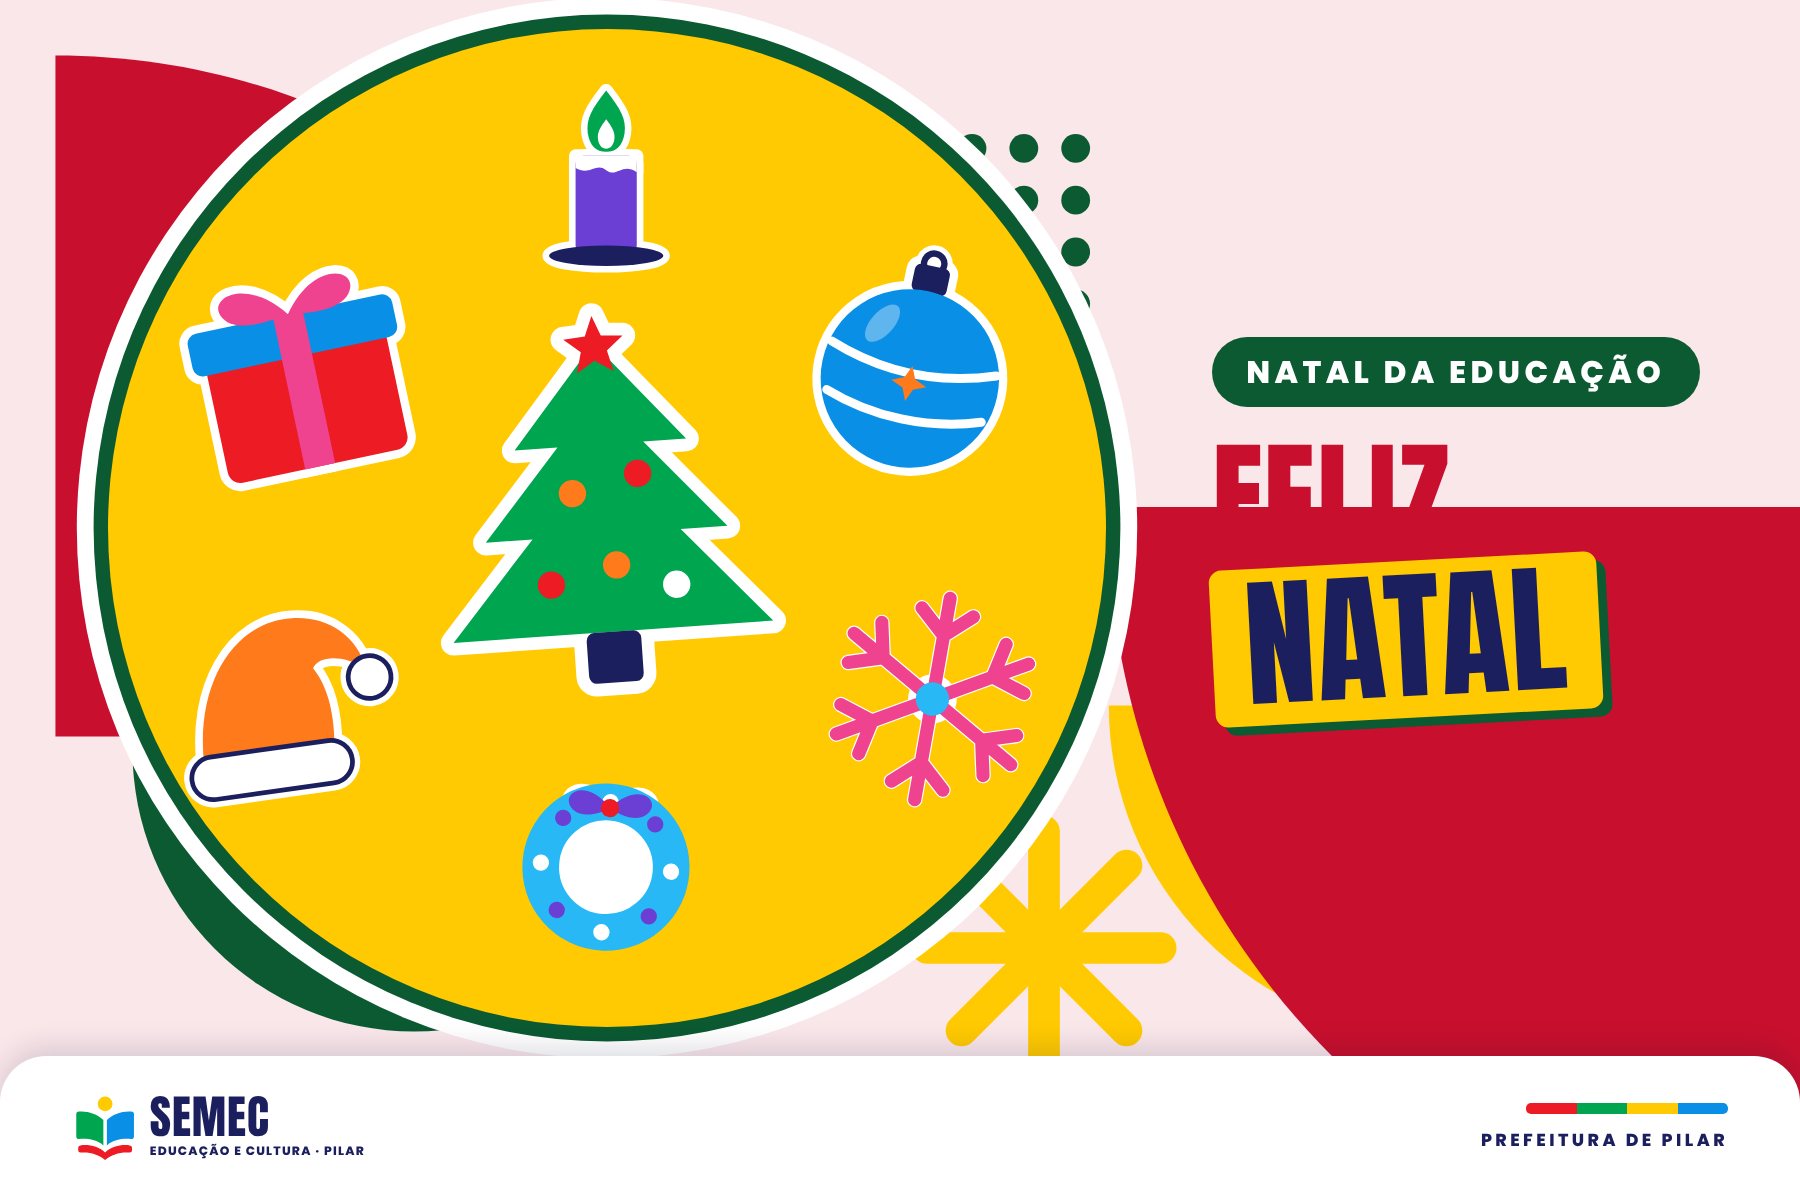 NATAL DA EDUCAÇÃO
FELIZ
NATAL
SEMEC
EDUCAÇÃO E CULTURA · PILAR
PREFEITURA DE PILAR